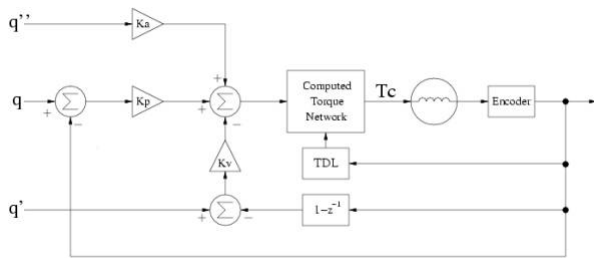 q’’
Ka
+
q
+
Σ
−
Kp
+
Σ
−
Computed
Torque
Network
Tc
Encoder
Kv
TDL
q’
+
Σ
−
1−z⁻¹